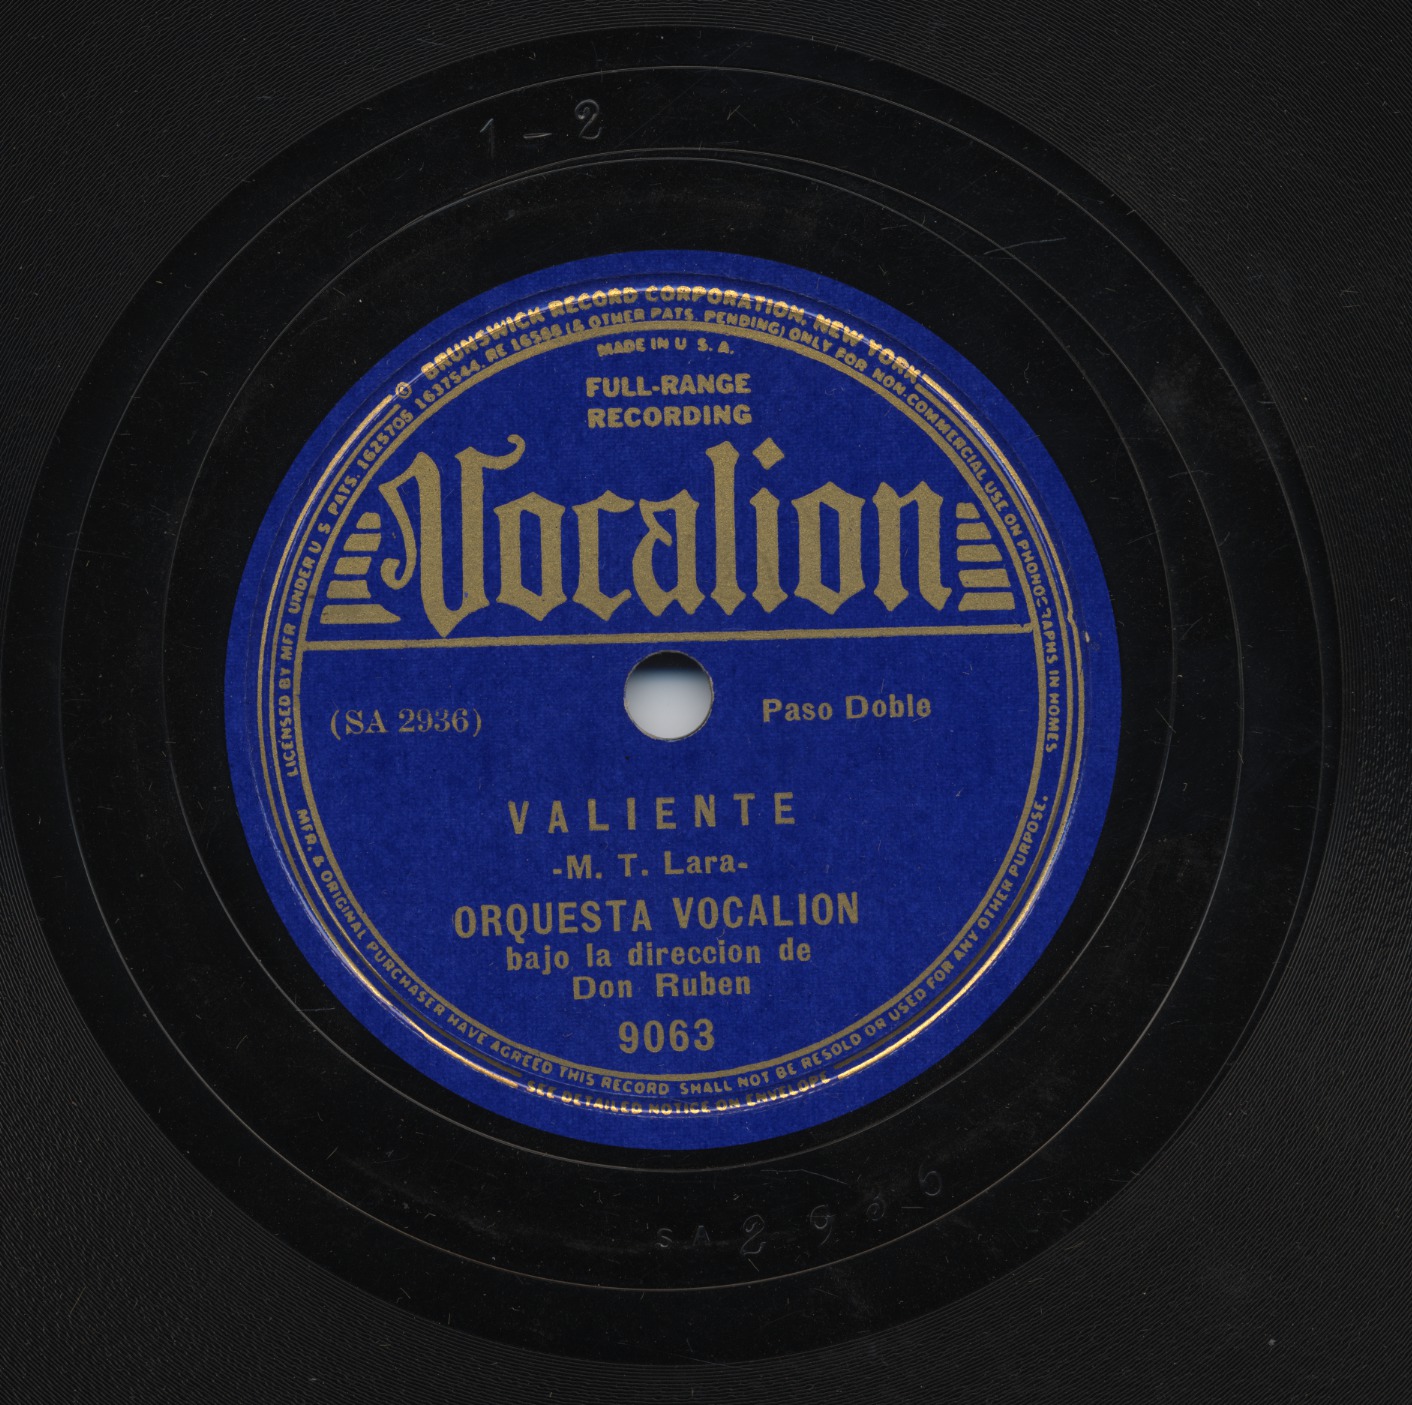 1 - 2
© BRUNSWICK RECORD CORPORATION, NEW YORK
LICENSED BY MFR UNDER U S PATS. 1625705 1637544, RE 16588 (& OTHER PATS. PENDING) ONLY FOR NON-COMMERCIAL USE ON PHONOGRAPHS IN HOMES
MADE IN U S. A.
FULL-RANGE
RECORDING
Vocalion
(SA 2936)
Paso Doble
VALIENTE
-M. T. Lara-
ORQUESTA VOCALION
bajo la direccion de
Don Ruben
9063
MFR. & ORIGINAL PURCHASER HAVE AGREED THIS RECORD SHALL NOT BE RESOLD OR USED FOR ANY OTHER PURPOSE.
SEE DETAILED NOTICE ON ENVELOPE
SA 2936